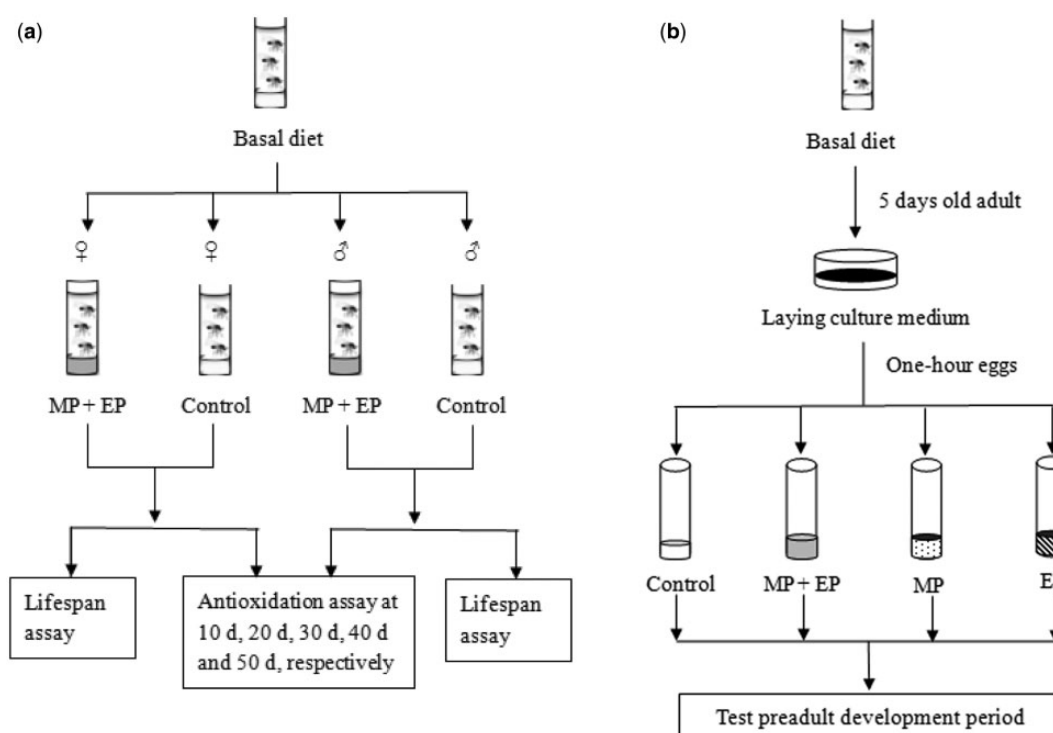 (a)
Basal diet
♀ ♀ ♂ ♂
MP + EP Control MP + EP Control
Lifespan
assay
Antioxidation assay at
10 d, 20 d, 30 d, 40 d
and 50 d, respectively
Lifespan
assay
(b)
Basal diet
5 days old adult
Laying culture medium
One-hour eggs
Control MP + EP MP E
Test preadult development period